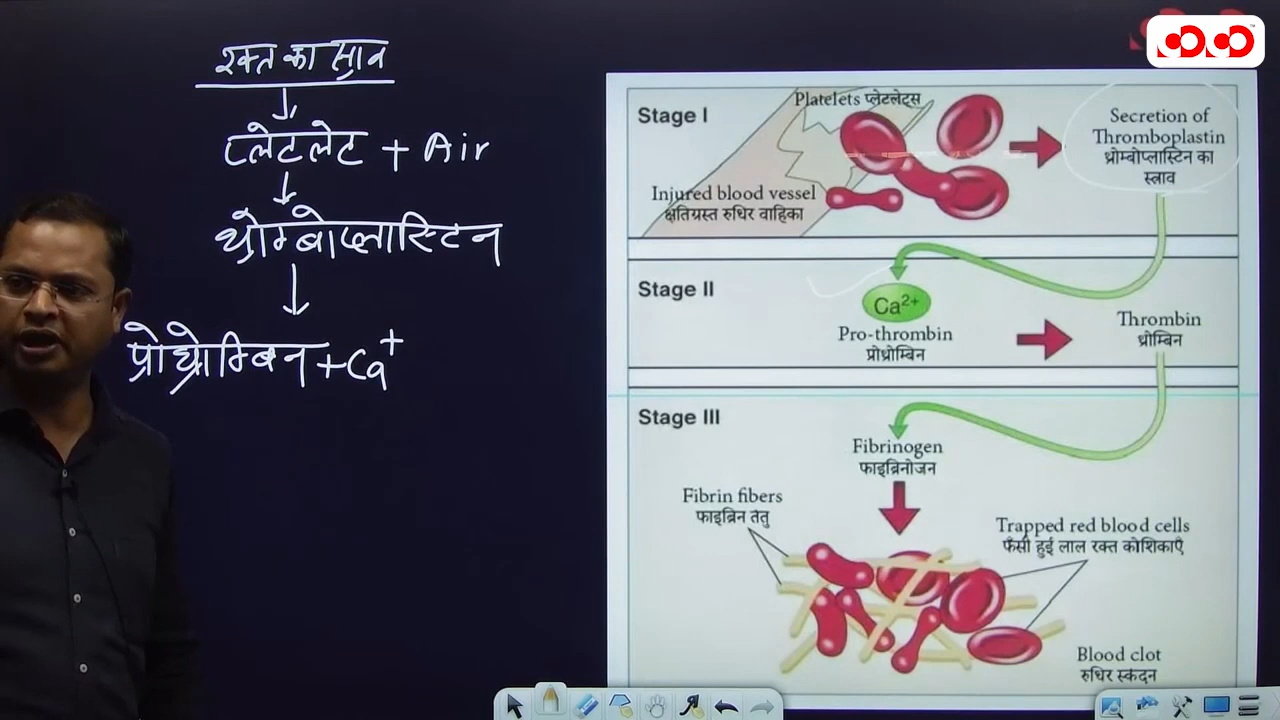 रक्त का स्राव
प्लेटलेट + Air
थ्रोम्बोप्लास्टिन
प्रोथ्रोम्बिन + Ca+
Stage I
Platelets प्लेटलेट्स
Injured blood vessel
क्षतिग्रस्त रुधिर वाहिका
Secretion of
Thromboplastin
थ्रोम्बोप्लास्टिन का
स्त्राव
Stage II
Ca2+
Pro-thrombin
प्रोथ्रोम्बिन
Thrombin
थ्रोम्बिन
Stage III
Fibrinogen
फाइब्रिनोजन
Fibrin fibers
फाइब्रिन तंतु
Trapped red blood cells
फँसी हुई लाल रक्त कोशिकाएँ
Blood clot
रुधिर स्कंदन